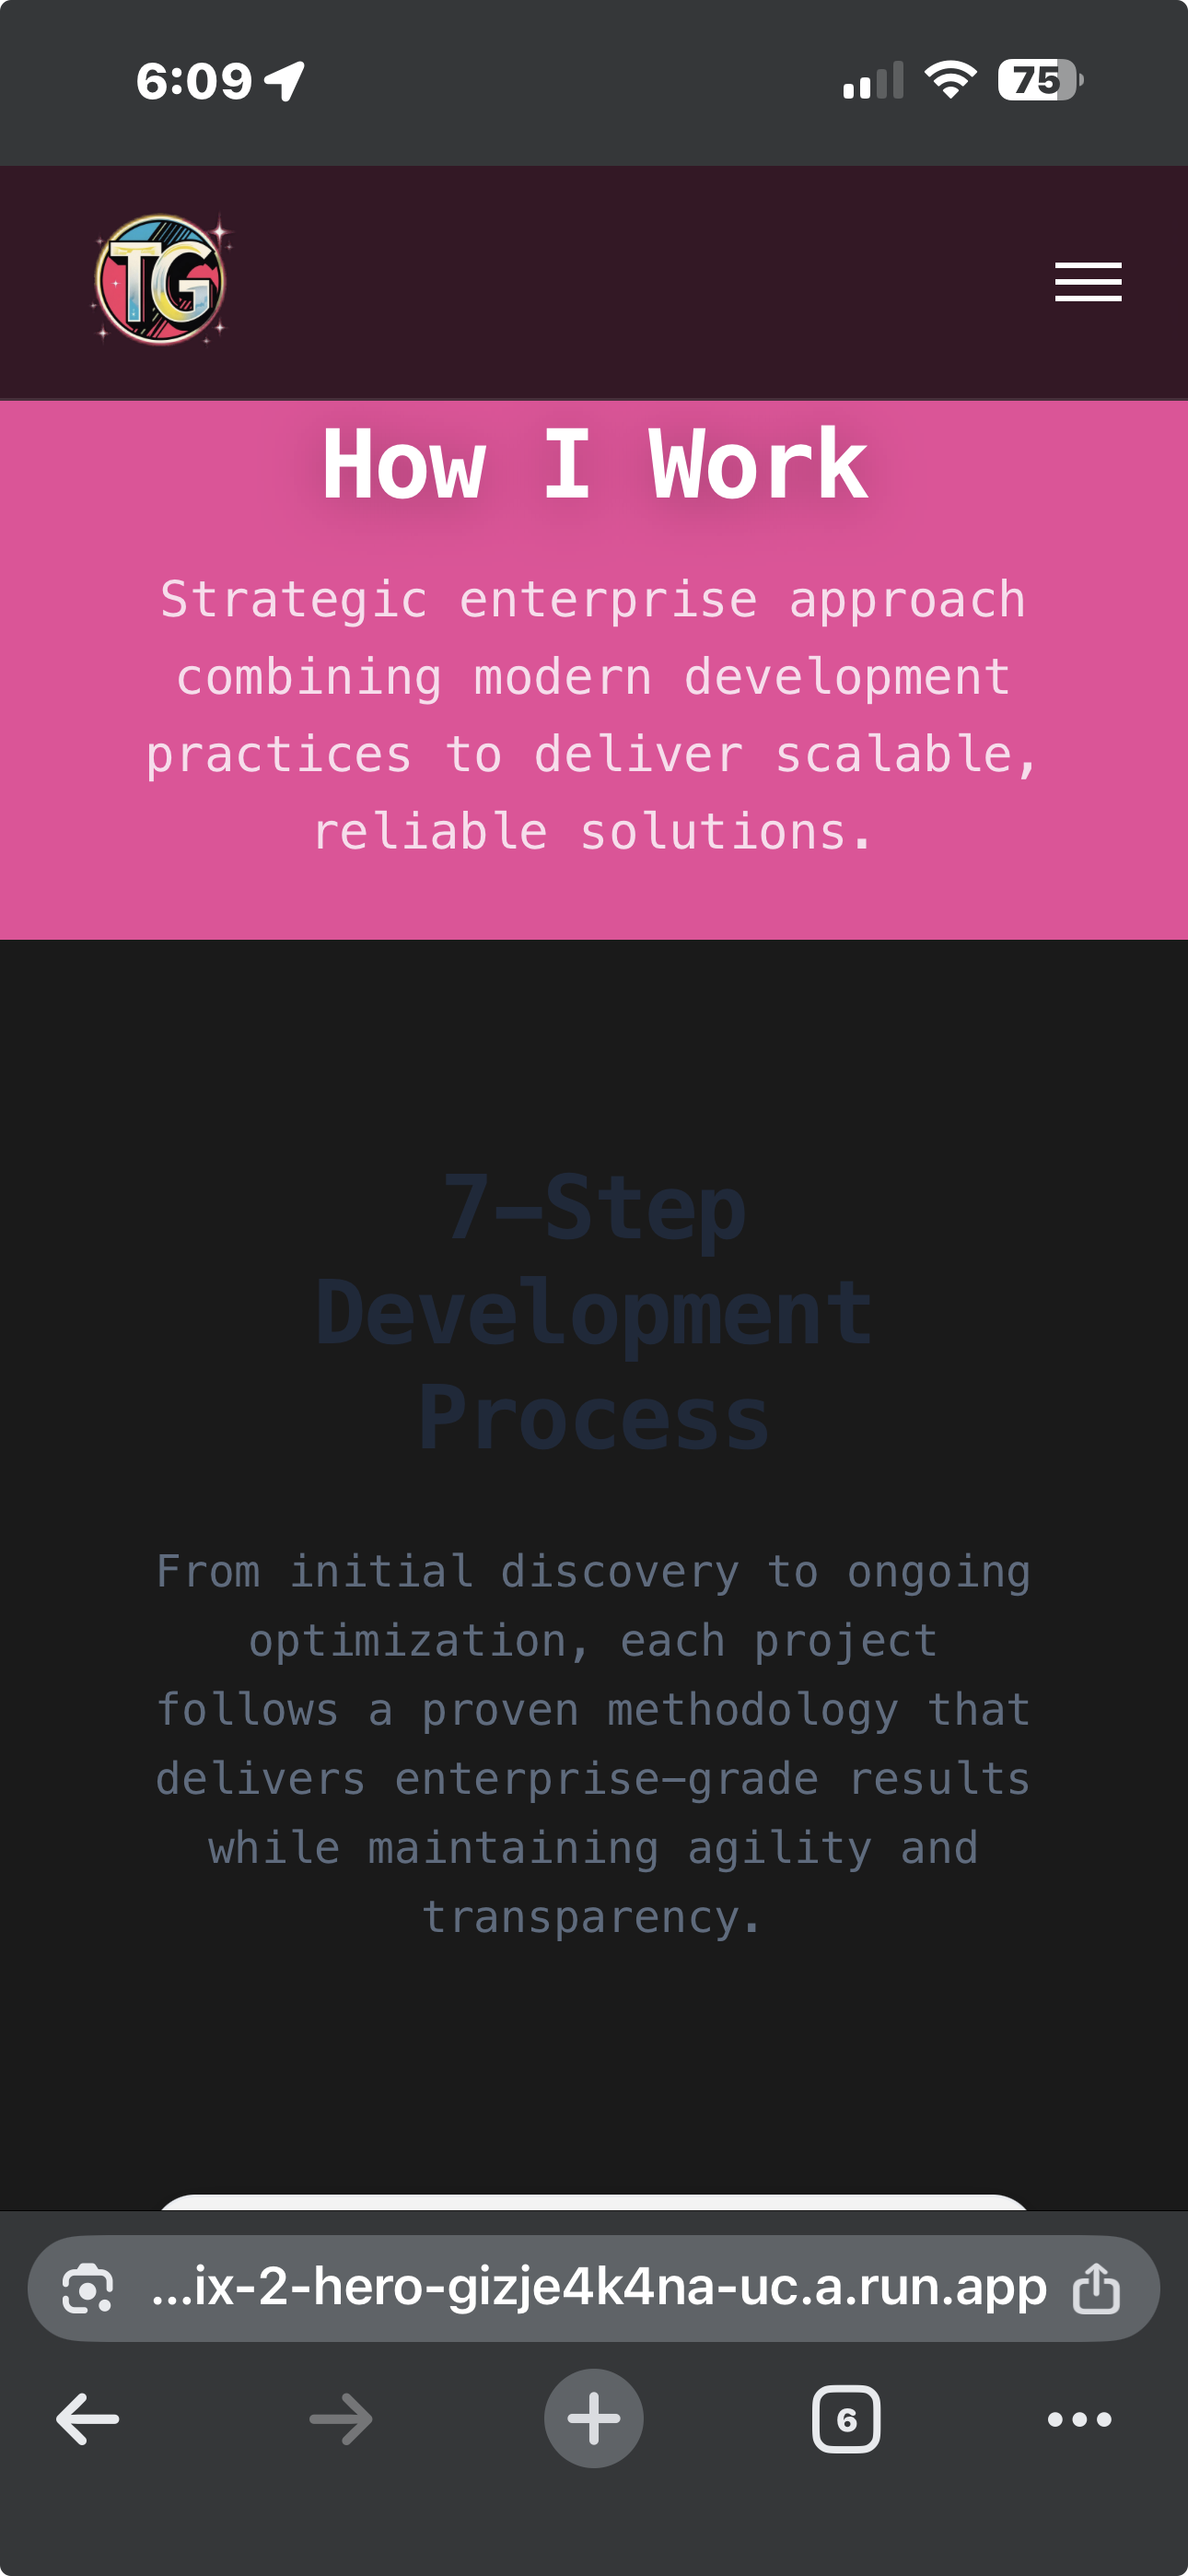 6:09
75
TG
How I Work
Strategic enterprise approach
combining modern development
practices to deliver scalable,
reliable solutions.
7-Step
Development
Process
From initial discovery to ongoing
optimization, each project
follows a proven methodology that
delivers enterprise-grade results
while maintaining agility and
transparency.
...ix-2-hero-gizje4k4na-uc.a.run.app
6